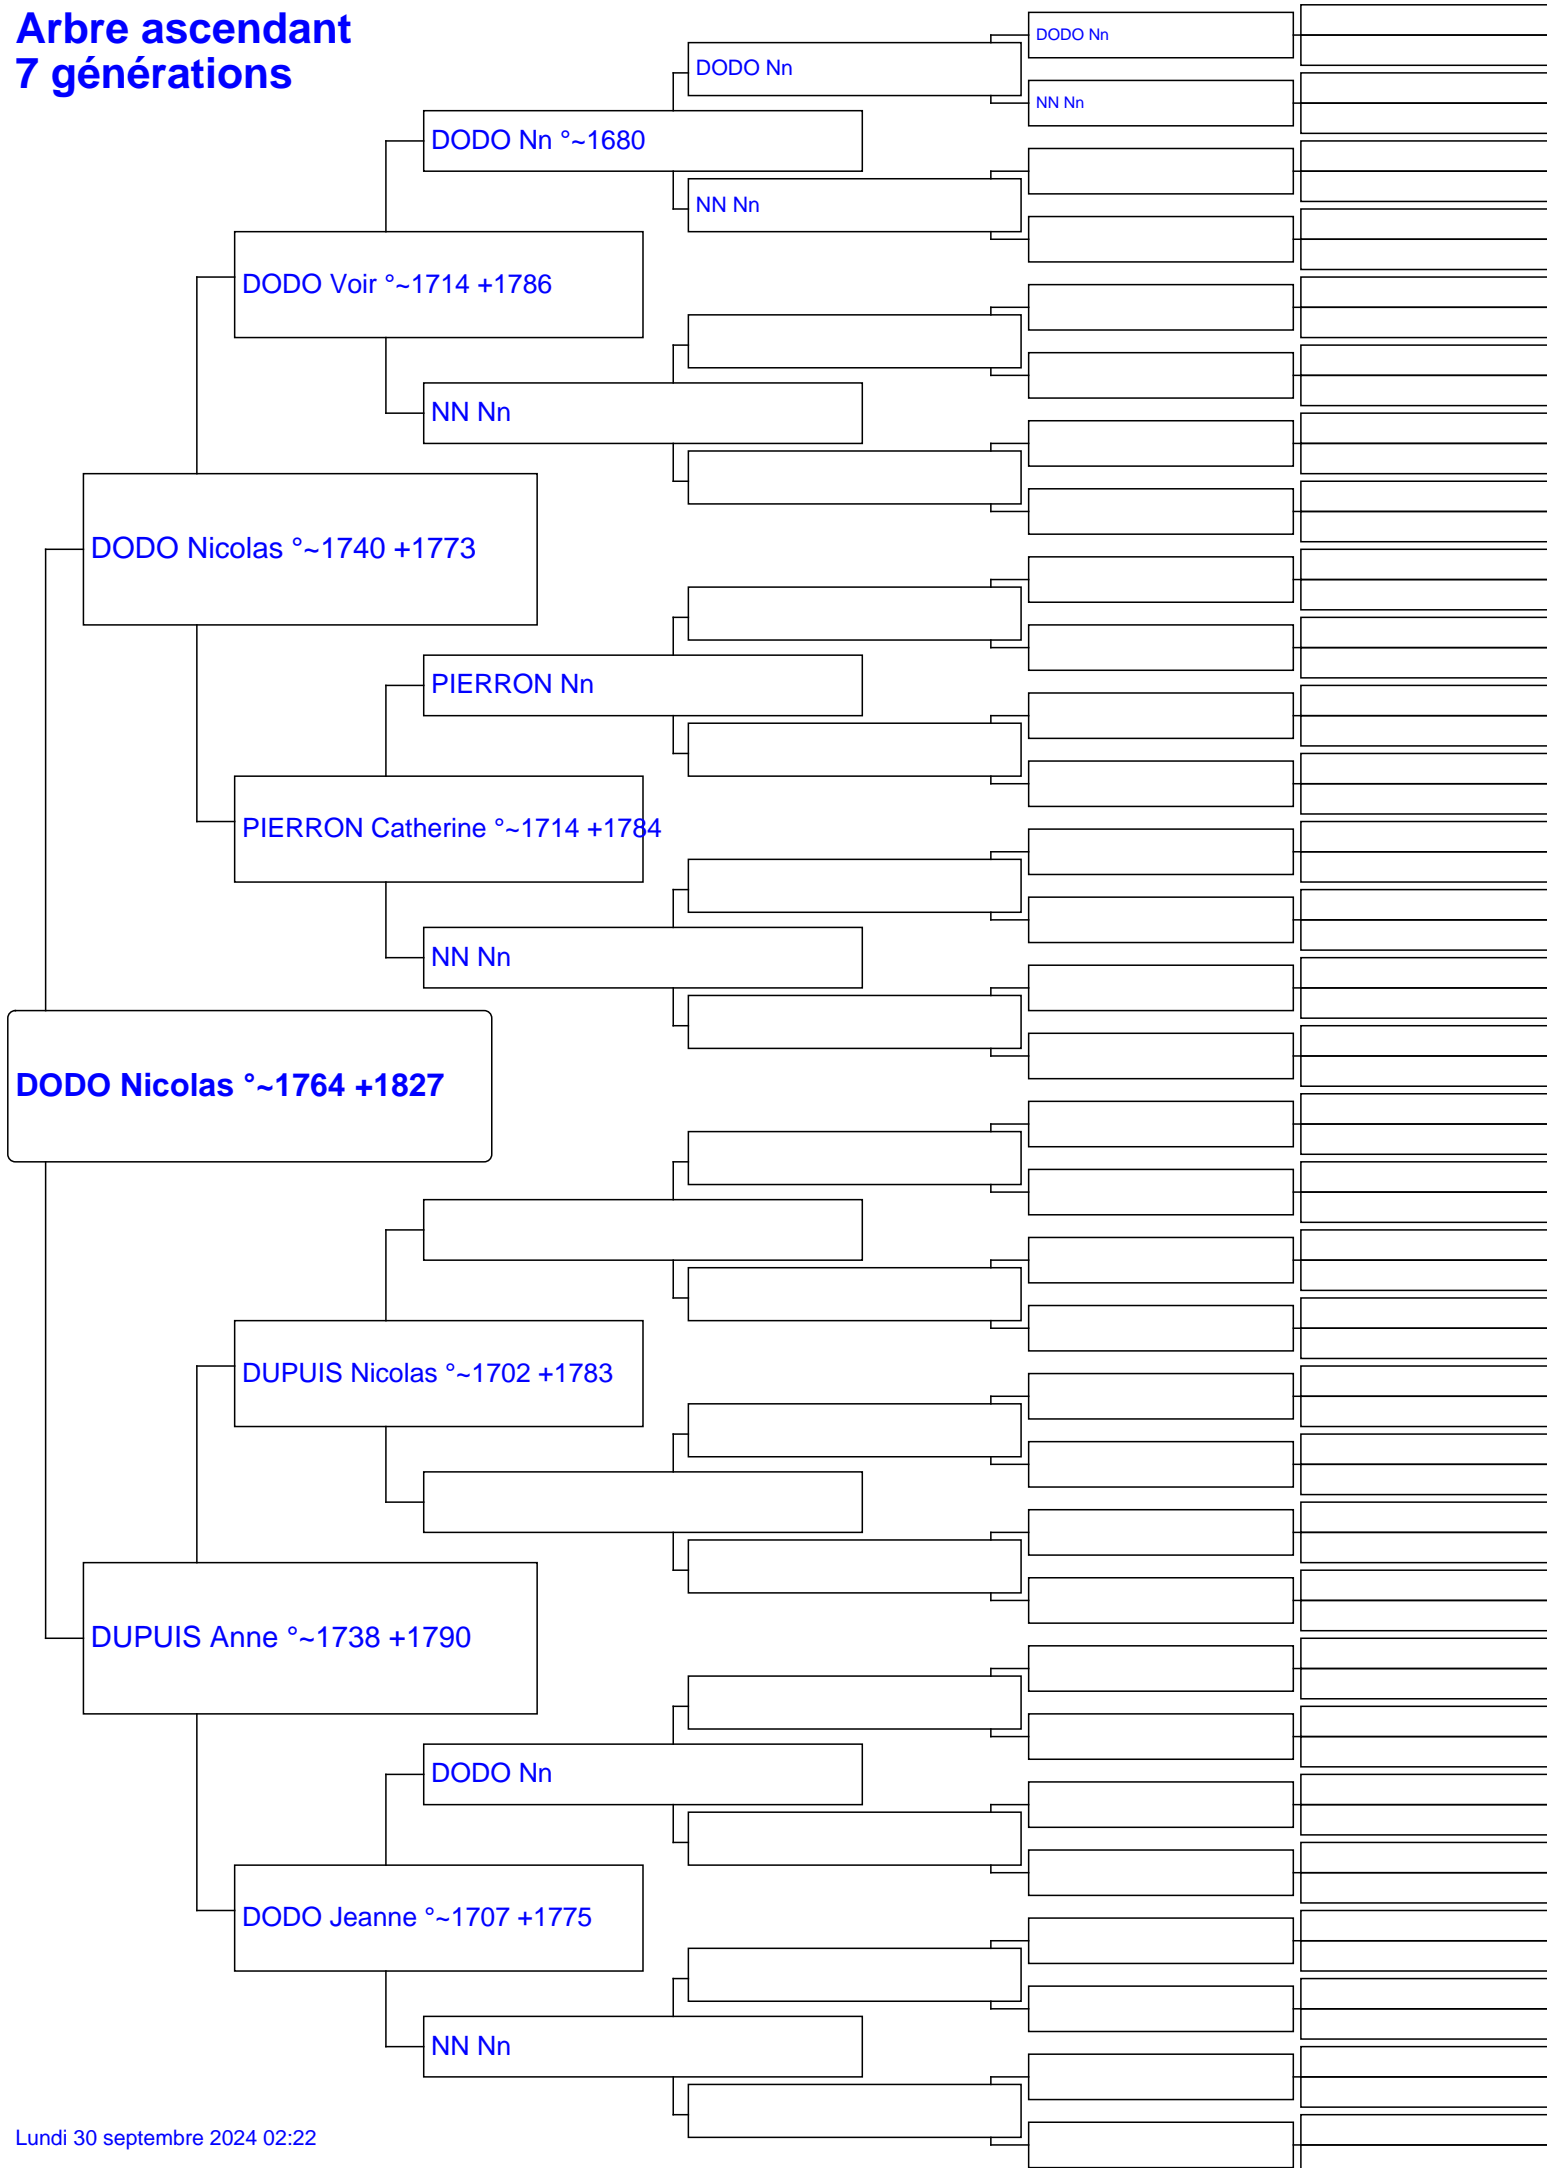 Arbre ascendant
7 générations
DODO Nn
DODO Nn
NN Nn
DODO Nn °~1680
NN Nn
DODO Voir °~1714 +1786
NN Nn
DODO Nicolas °~1740 +1773
PIERRON Nn
PIERRON Catherine °~1714 +1784
NN Nn
DODO Nicolas °~1764 +1827
DUPUIS Nicolas °~1702 +1783
DUPUIS Anne °~1738 +1790
DODO Nn
DODO Jeanne °~1707 +1775
NN Nn
Lundi 30 septembre 2024 02:22